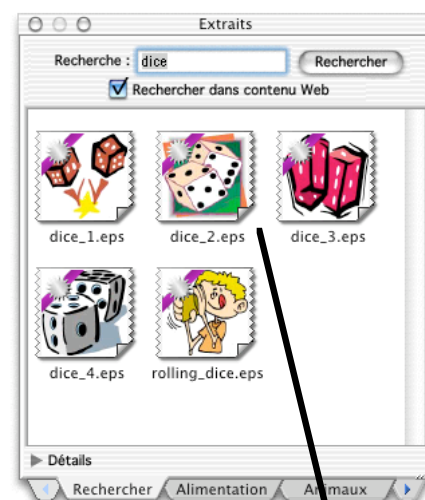 Extraits
Recherche : dice Rechercher
Rechercher dans contenu Web
dice_1.eps dice_2.eps dice_3.eps
dice_4.eps rolling_dice.eps
Détails
Rechercher Alimentation Animaux